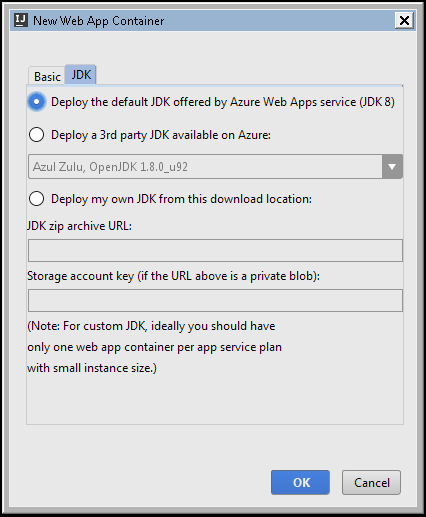 IJ New Web App Container
Basic JDK
Deploy the default JDK offered by Azure Web Apps service (JDK 8)
Deploy a 3rd party JDK available on Azure:
Azul Zulu, OpenJDK 1.8.0_u92
Deploy my own JDK from this download location:
JDK zip archive URL:
Storage account key (if the URL above is a private blob):
(Note: For custom JDK, ideally you should have
only one web app container per app service plan
with small instance size.)
OK Cancel